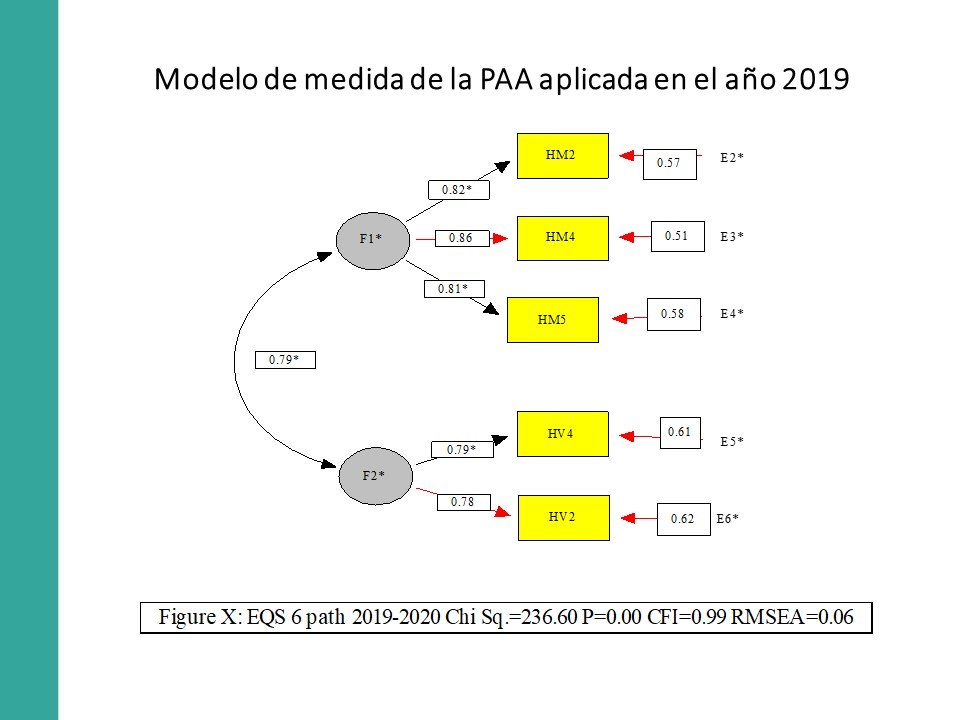 Modelo de medida de la PAA aplicada en el año 2019
HM2
0.57
E2*
0.82*
F1*
0.86
HM4
0.51
E3*
0.81*
HM5
0.58
E4*
0.79*
HV4
0.61
E5*
0.79*
F2*
0.78
HV2
0.62
E6*
Figure X: EQS 6 path 2019-2020 Chi Sq.=236.60 P=0.00 CFI=0.99 RMSEA=0.06